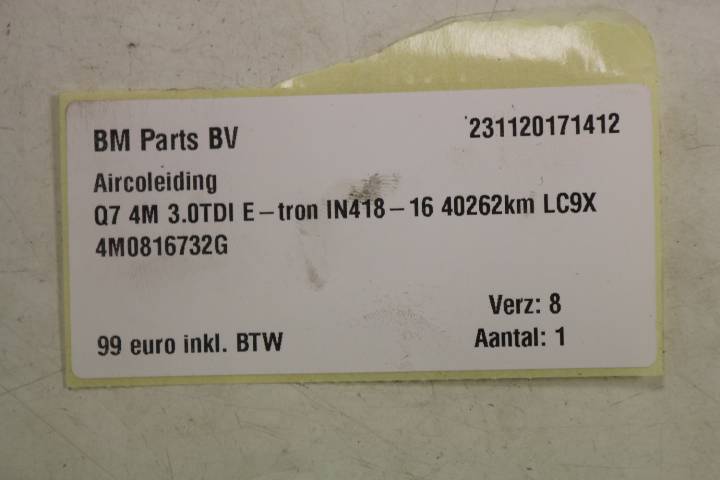 BM Parts BV 231120171412
Aircoleiding
Q7 4M 3.0TDI E-tron IN418-16 40262km LC9X
4M0816732G
Verz: 8
99 euro inkl. BTW Aantal: 1